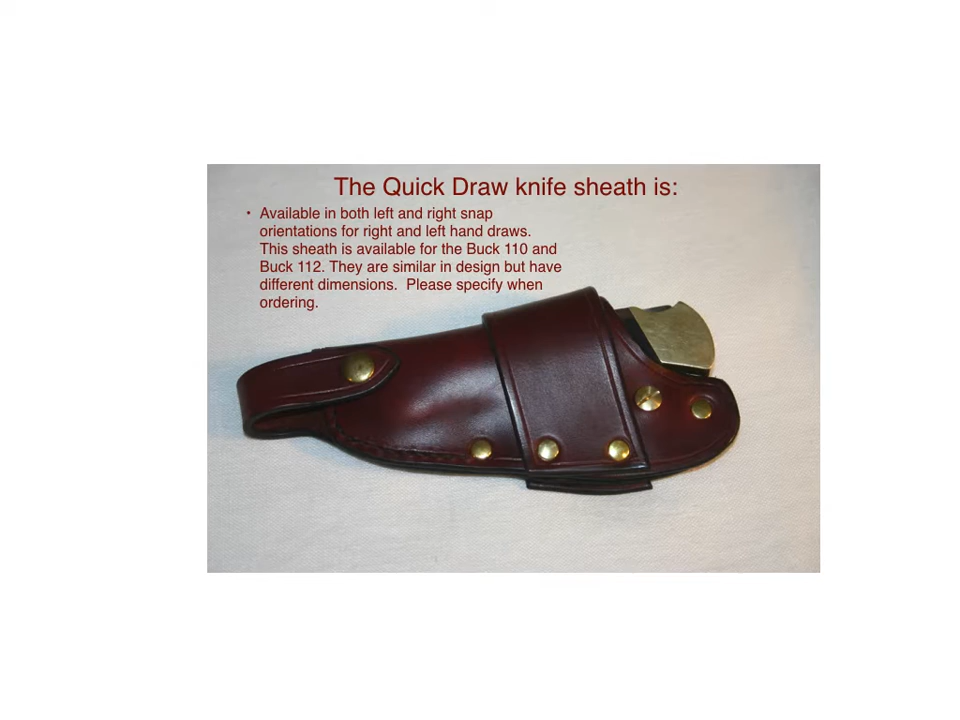 The Quick Draw knife sheath is:
• Available in both left and right snap
orientations for right and left hand draws.
This sheath is available for the Buck 110 and
Buck 112. They are similar in design but have
different dimensions.  Please specify when
ordering.